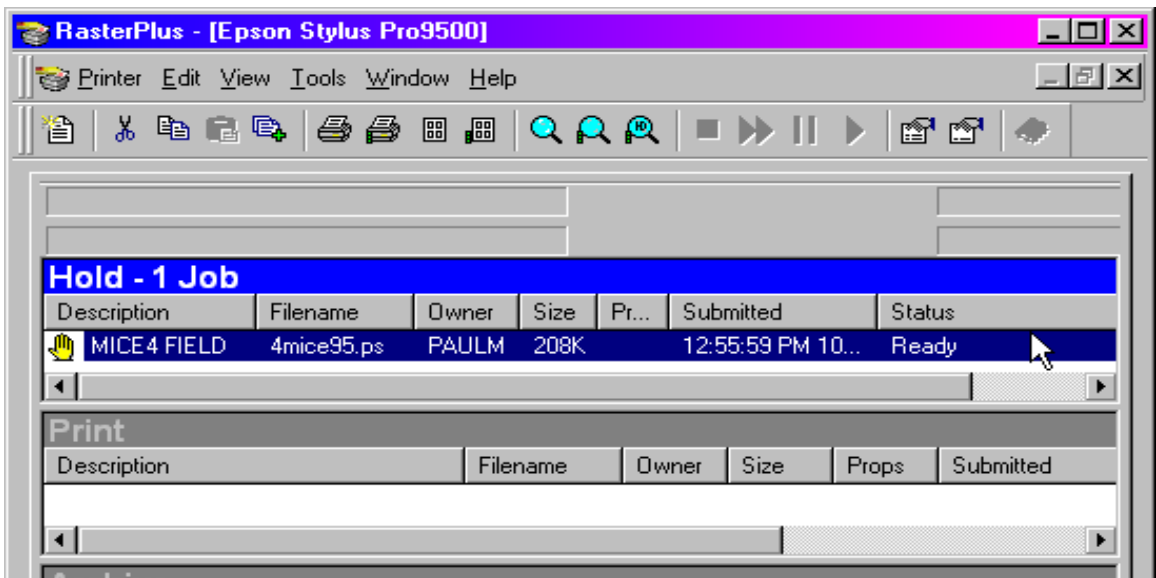 RasterPlus - [Epson Stylus Pro9500]
Printer Edit View Tools Window Help
HD
Hold - 1 Job
Description Filename Owner Size Pr... Submitted Status
MICE4 FIELD 4mice95.ps PAULM 208K 12:55:59 PM 10... Ready
Print
Description Filename Owner Size Props Submitted